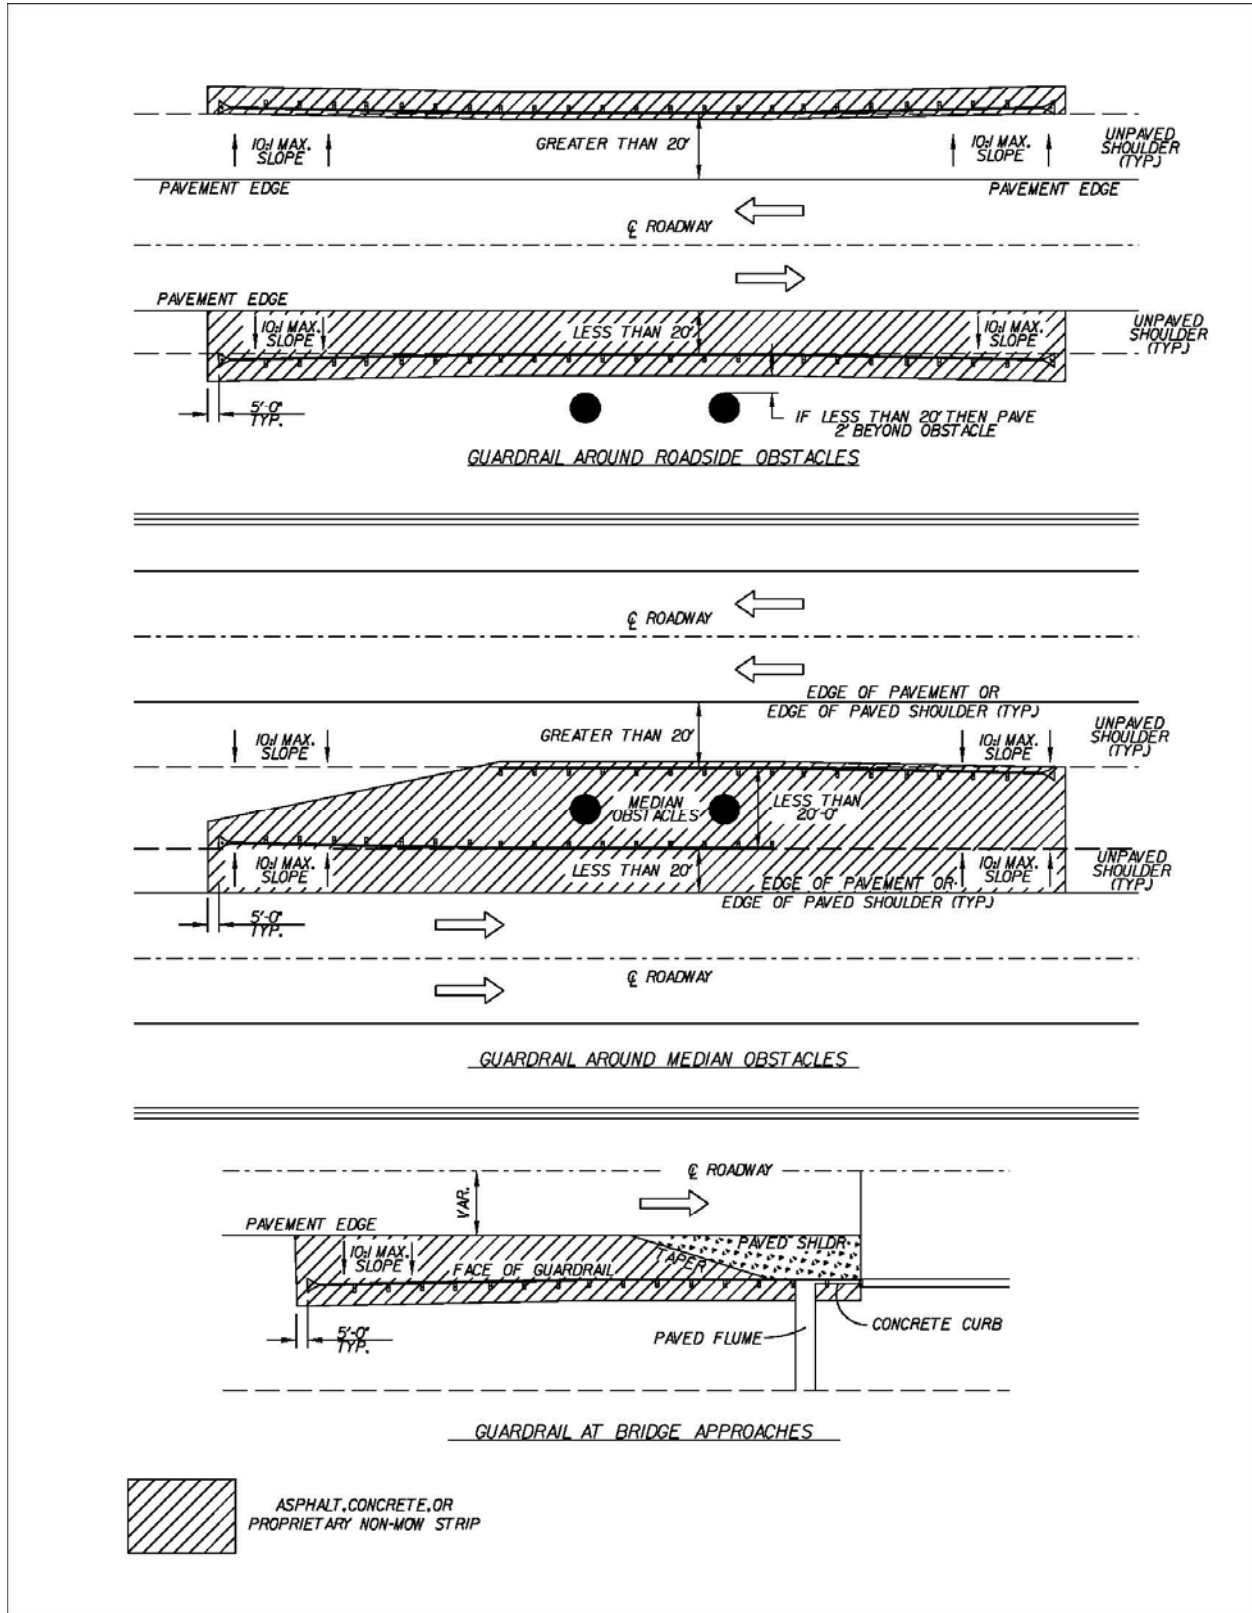 10:1 MAX.
SLOPE
GREATER THAN 20'
10:1 MAX.
SLOPE
UNPAVED
SHOULDER
(TYP.)
PAVEMENT EDGE
PAVEMENT EDGE
℄ ROADWAY
PAVEMENT EDGE
10:1 MAX.
SLOPE
LESS THAN 20'
10:1 MAX.
SLOPE
UNPAVED
SHOULDER
(TYP.)
5'-0"
TYP.
IF LESS THAN 20' THEN PAVE
2' BEYOND OBSTACLE
GUARDRAIL AROUND ROADSIDE OBSTACLES
℄ ROADWAY
EDGE OF PAVEMENT OR
EDGE OF PAVED SHOULDER (TYP.)
10:1 MAX.
SLOPE
GREATER THAN 20'
10:1 MAX.
SLOPE
UNPAVED
SHOULDER
(TYP.)
MEDIAN
OBSTACLES
LESS THAN
20'-0"
10:1 MAX.
SLOPE
LESS THAN 20'
10:1 MAX.
SLOPE
UNPAVED
SHOULDER
(TYP.)
EDGE OF PAVEMENT OR
EDGE OF PAVED SHOULDER (TYP.)
5'-0"
TYP.
℄ ROADWAY
GUARDRAIL AROUND MEDIAN OBSTACLES
℄ ROADWAY
VAR.
PAVEMENT EDGE
10:1 MAX.
SLOPE
FACE OF GUARDRAIL
TAPER
PAVED SHLDR
5'-0"
TYP.
PAVED FLUME
CONCRETE CURB
GUARDRAIL AT BRIDGE APPROACHES
ASPHALT, CONCRETE, OR
PROPRIETARY NON-MOW STRIP